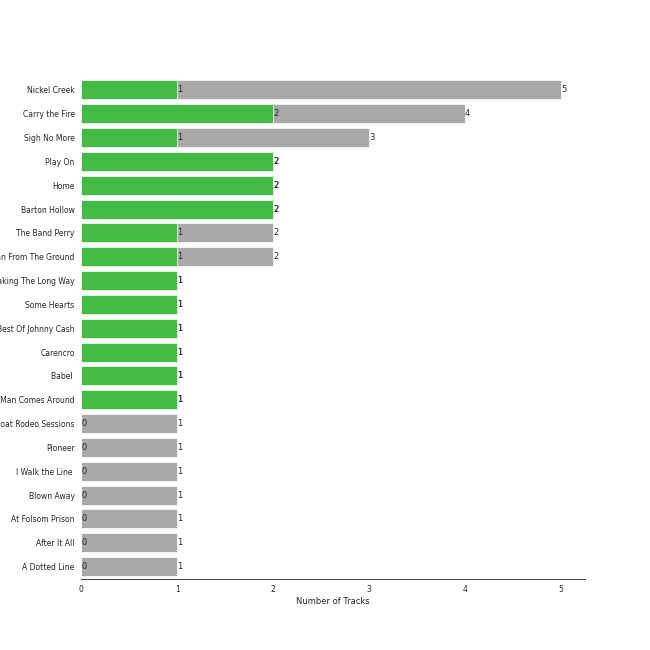 Nickel Creek 1 5
Carry the Fire 2 4
Sigh No More 1 3
Play On 2
Home 2
Barton Hollow 2
The Band Perry 1 2
From The Ground 1 2
The Long Way 1
Some Hearts 1
Best Of Johnny Cash 1
Carencro 1
Babel 1
Man Comes Around 1
Rodeo Sessions 0 1
Pioneer 0 1
I Walk the Line 0 1
Blown Away 0 1
At Folsom Prison 0 1
After It All 0 1
A Dotted Line 0 1
0 1 2 3 4 5
Number of Tracks